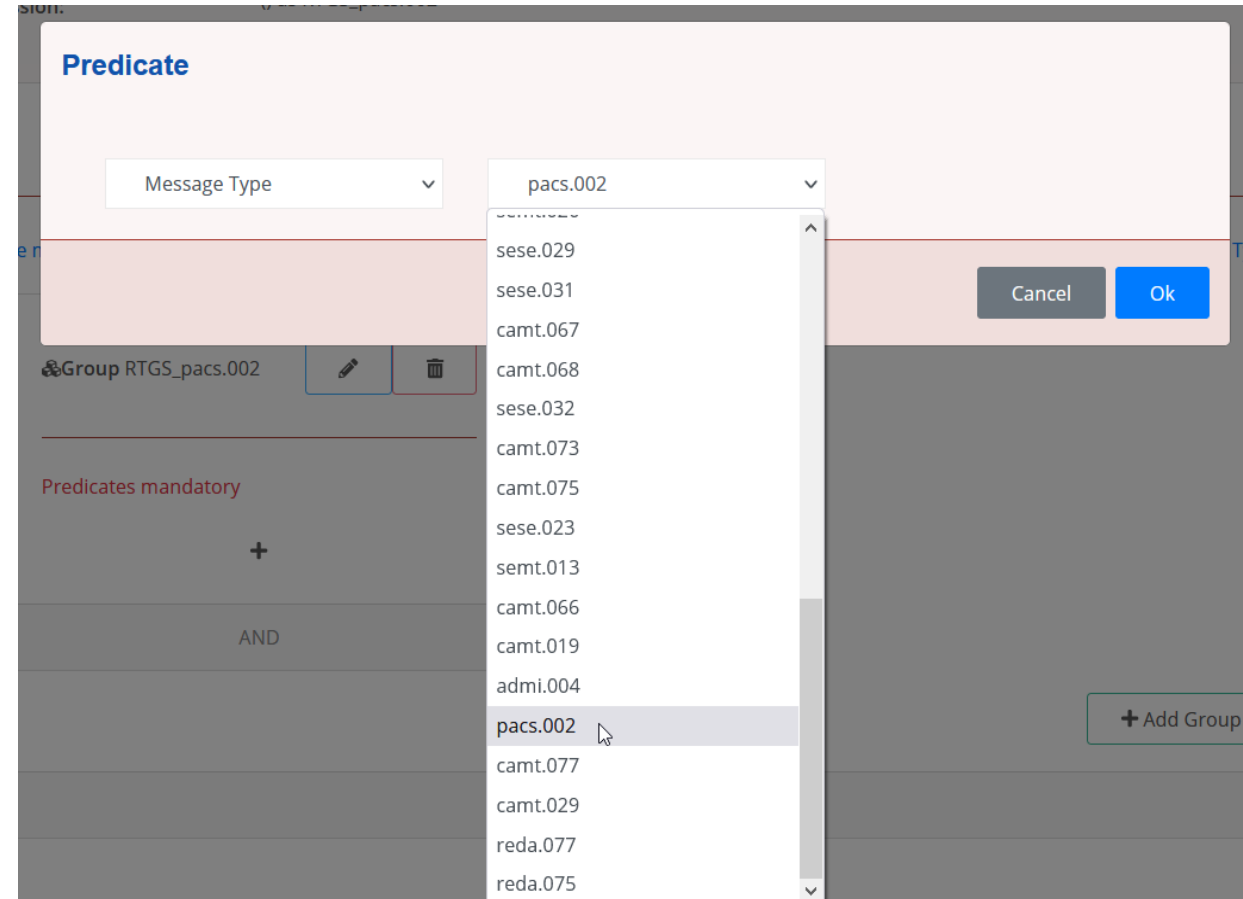 Predicate
Message Type
pacs.002
sese.029
sese.031
camt.067
camt.068
sese.032
camt.073
camt.075
sese.023
semt.013
camt.066
camt.019
admi.004
pacs.002
camt.077
camt.029
reda.077
reda.075
Cancel
Ok
Group RTGS_pacs.002
Predicates mandatory
AND
Add Group